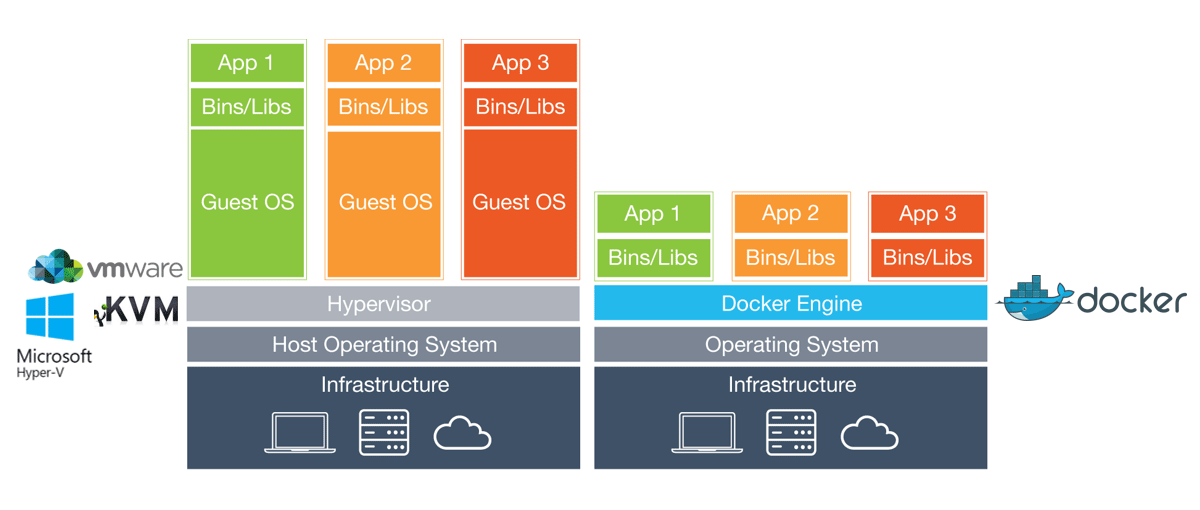 App 1
App 2
App 3
Bins/Libs
Bins/Libs
Bins/Libs
Guest OS
Guest OS
Guest OS
vmware
KVM
Microsoft
Hyper-V
Hypervisor
Host Operating System
Infrastructure
App 1
App 2
App 3
Bins/Libs
Bins/Libs
Bins/Libs
Docker Engine
docker
Operating System
Infrastructure